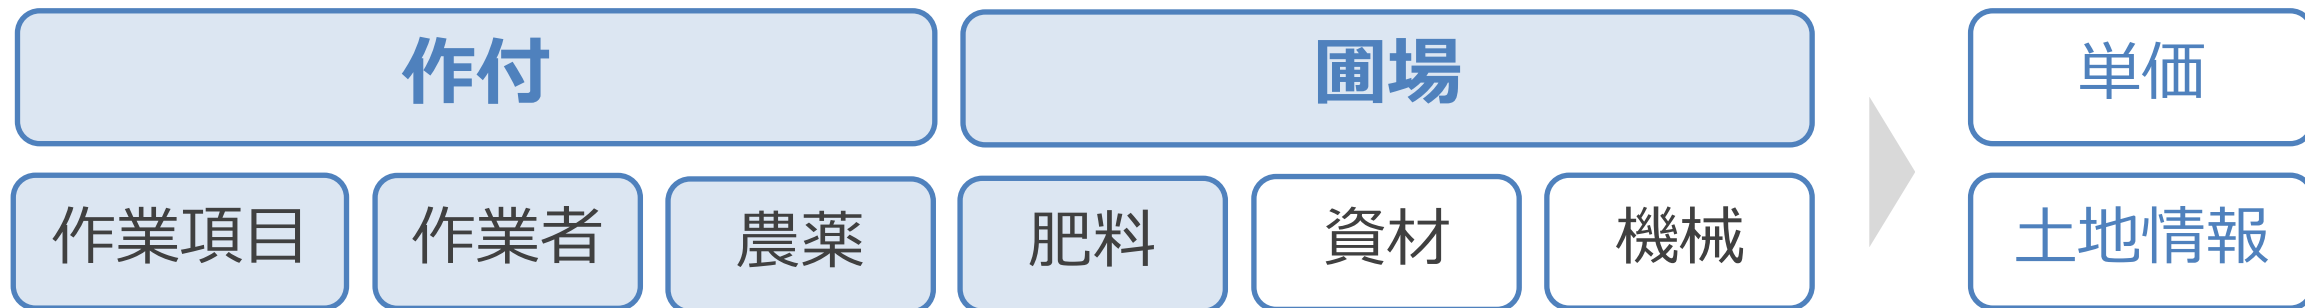 作付 圃場 単価
作業項目 作業者 農薬 肥料 資材 機械 土地情報